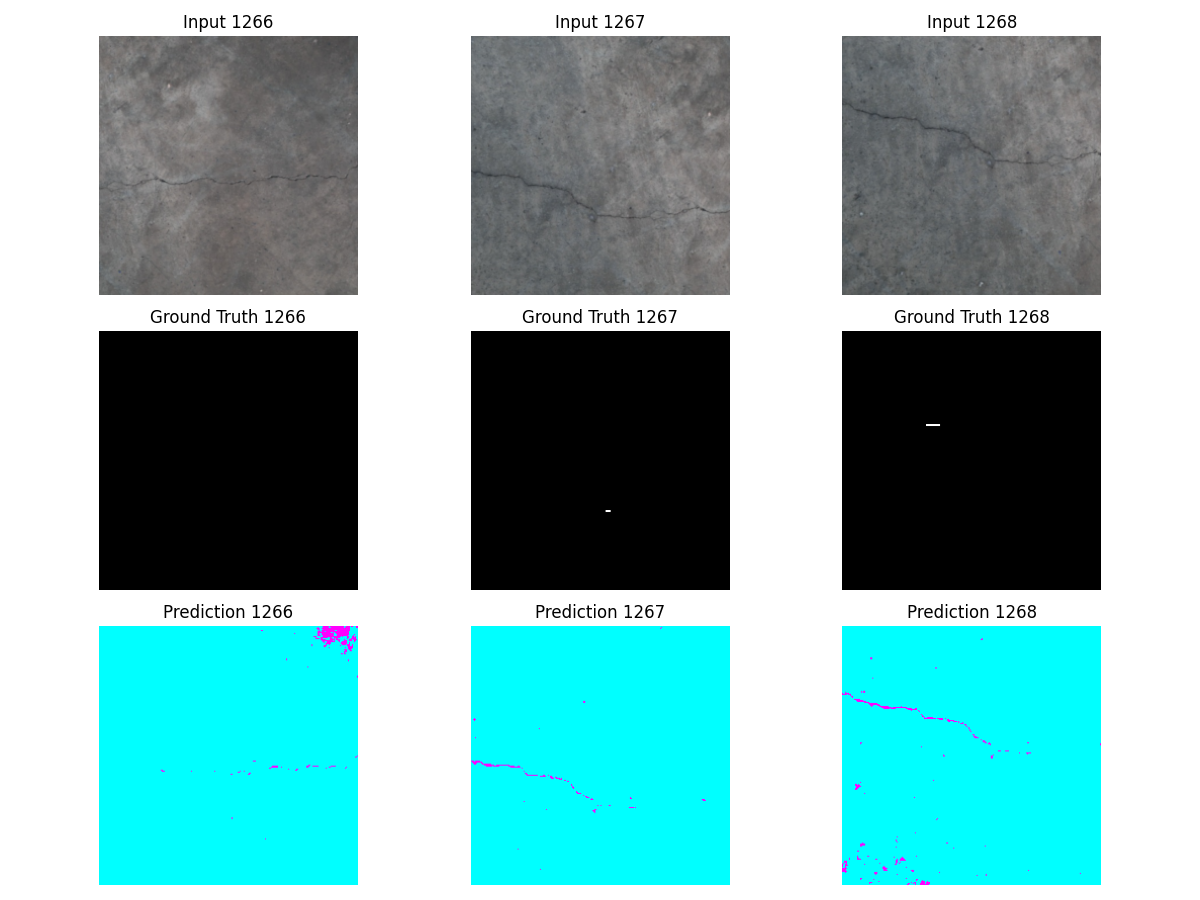 Input 1266
Input 1267
Input 1268
Ground Truth 1266
Ground Truth 1267
Ground Truth 1268
Prediction 1266
Prediction 1267
Prediction 1268